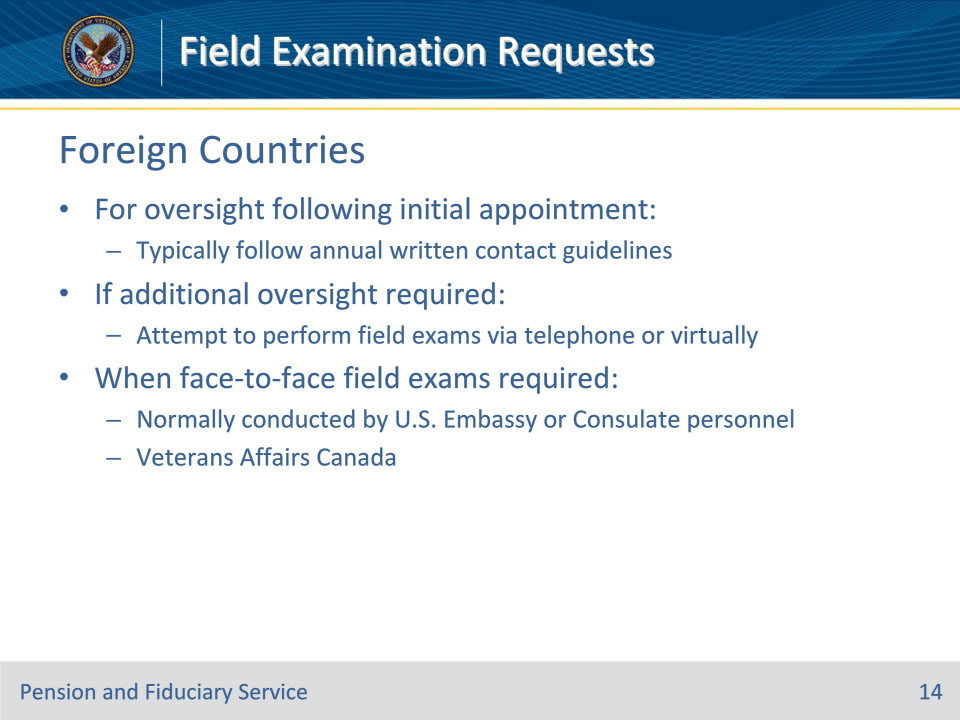 Field Examination Requests
Foreign Countries
• For oversight following initial appointment:
– Typically follow annual written contact guidelines
• If additional oversight required:
– Attempt to perform field exams via telephone or virtually
• When face-to-face field exams required:
– Normally conducted by U.S. Embassy or Consulate personnel
– Veterans Affairs Canada
Pension and Fiduciary Service
14